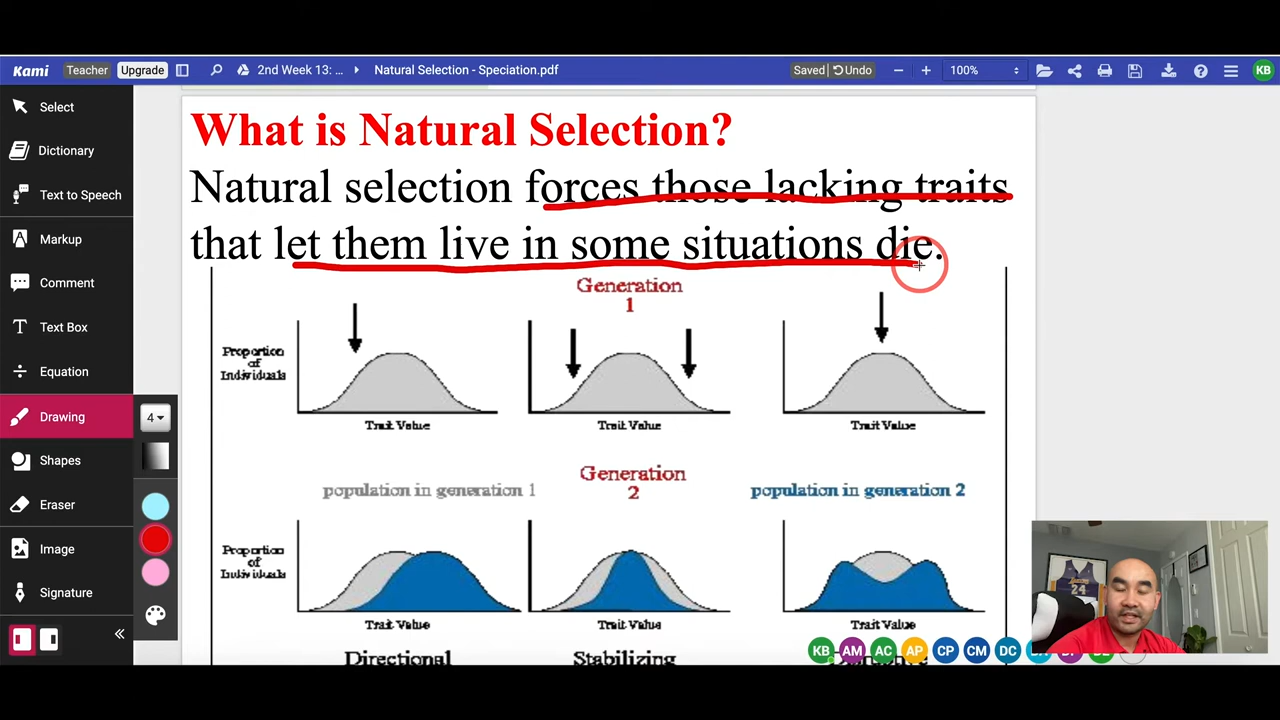 Kami Teacher Upgrade 2nd Week 13: ... Natural Selection - Speciation.pdf Saved Undo 100% KB
Select
Dictionary
Text to Speech
Markup
Comment
Text Box
Equation
Drawing
4
Shapes
Eraser
Image
Signature
What is Natural Selection?
Natural selection forces those lacking traits
that let them live in some situations die.
Generation
1
Proportion
of
Individuals
Trait Value Trait Value Trait Value
Generation
2
population in generation 1 population in generation 2
Proportion
of
Individuals
Trait Value Trait Value Trait Value
Directional Stabilizing
KB AM AC AP CP CM DC
24